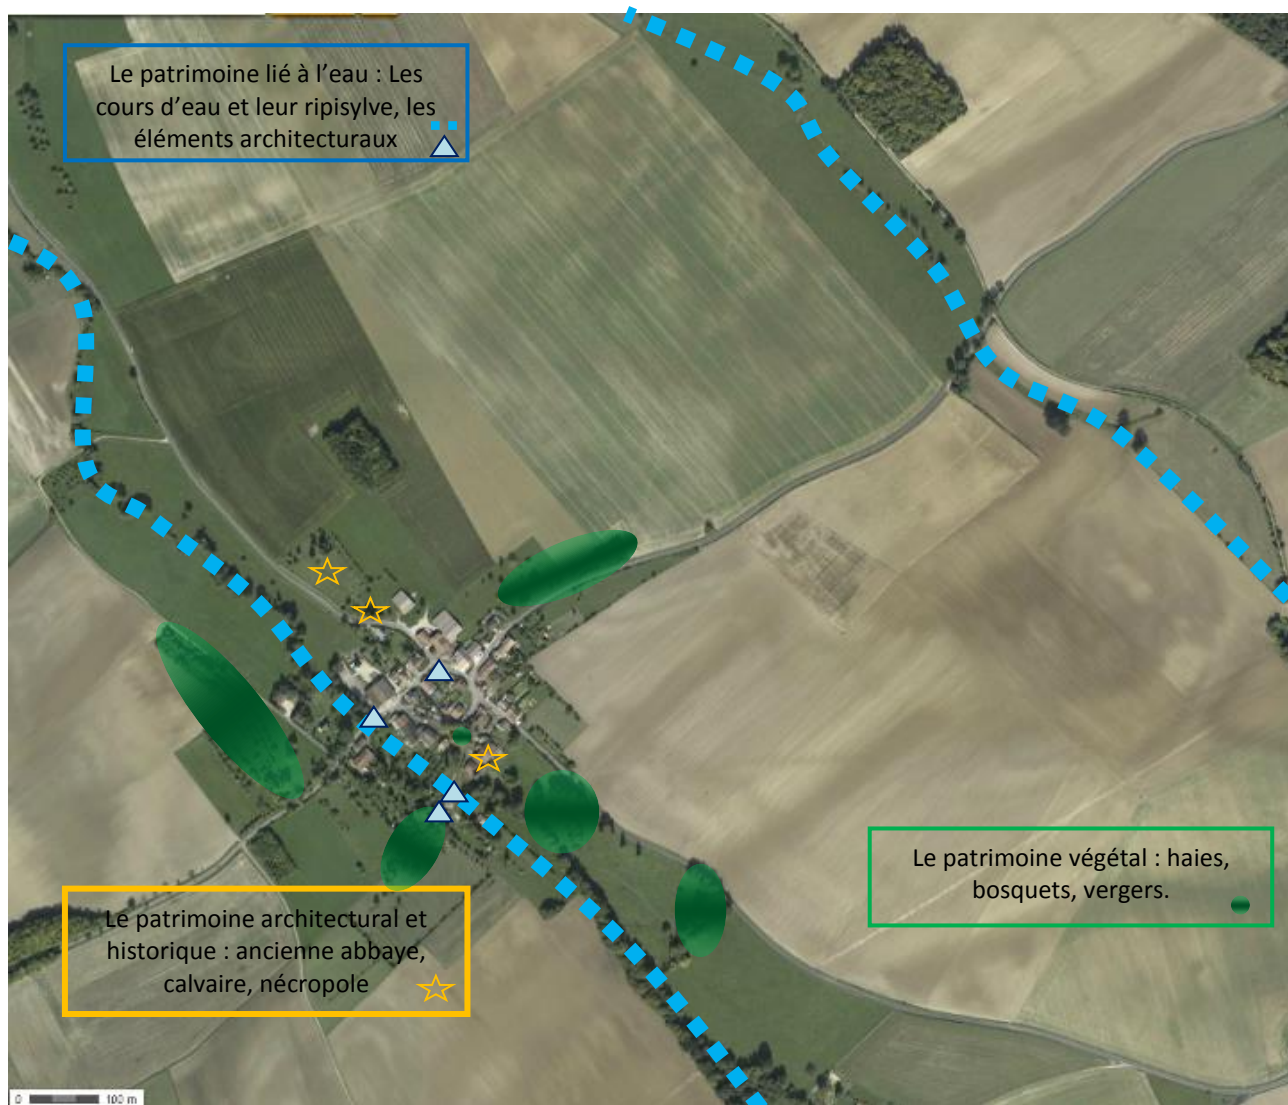 Le patrimoine lié à l’eau : Les
cours d’eau et leur ripisylve, les
éléments architecturaux
Le patrimoine végétal : haies,
bosquets, vergers.
Le patrimoine architectural et
historique : ancienne abbaye,
calvaire, nécropole
0 100 m